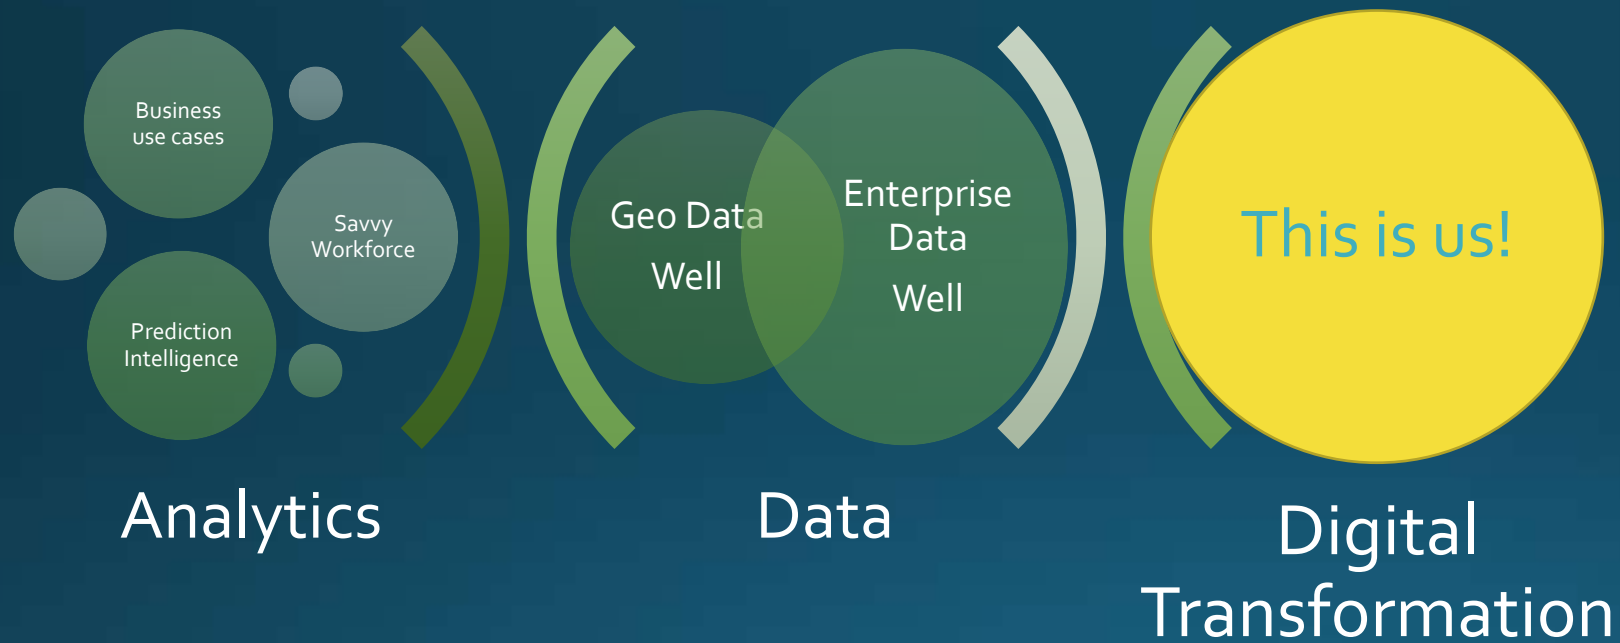 Business
use cases
Savvy
Workforce
Prediction
Intelligence
Analytics
Geo Data
Well
Enterprise
Data
Well
Data
This is us!
Digital
Transformation